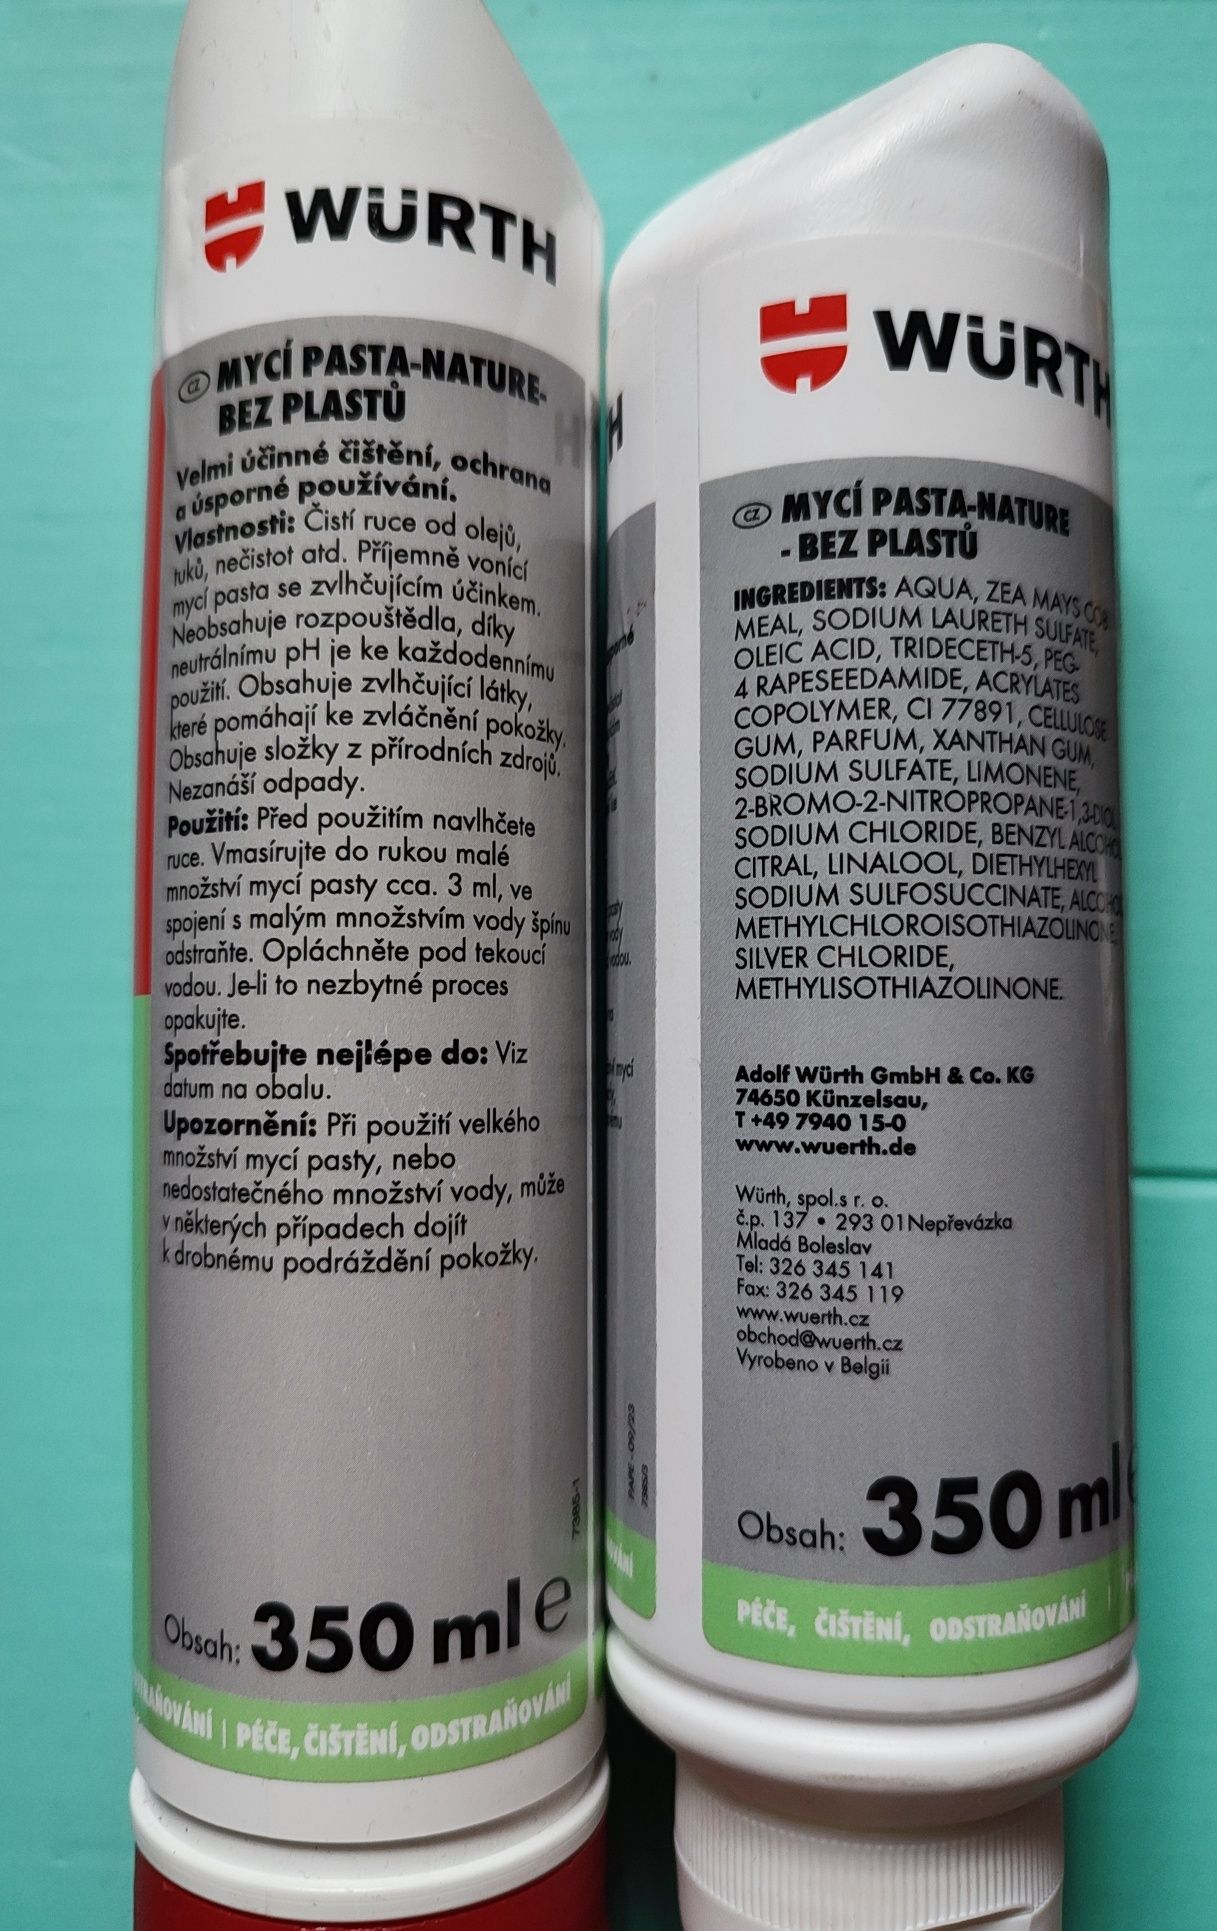 WÜRTH
CZ MYCÍ PASTA-NATURE-
BEZ PLASTŮ
Velmi účinné čištění, ochrana
a úsporné používání.
Vlastnosti: Čistí ruce od olejů,
tuků, nečistot atd. Příjemně vonící
mycí pasta se zvlhčujícím účinkem.
Neobsahuje rozpouštědla, díky
neutrálnímu pH je ke každodennímu
použití. Obsahuje zvlhčující látky,
které pomáhají ke zvláčnění pokožky.
Obsahuje složky z přírodních zdrojů.
Nezanáší odpady.
Použití: Před použitím navlhčete
ruce. Vmasírujte do rukou malé
množství mycí pasty cca. 3 ml, ve
spojení s malým množstvím vody špínu
odstraňte. Opláchněte pod tekoucí
vodou. Je-li to nezbytné proces
opakujte.
Spotřebujte nejlépe do: Viz
datum na obalu.
Upozornění: Při použití velkého
množství mycí pasty, nebo
nedostatečného množství vody, může
v některých případech dojít
k drobnému podráždění pokožky.
7385-1
Obsah: 350 ml e
PÉČE, ČIŠTĚNÍ, ODSTRAŇOVÁNÍ
PAPE - 09/23
WÜRTH
CZ MYCÍ PASTA-NATURE
- BEZ PLASTŮ
INGREDIENTS: AQUA, ZEA MAYS COB
MEAL, SODIUM LAURETH SULFATE,
OLEIC ACID, TRIDECETH-5, PEG-
4 RAPESEEDAMIDE, ACRYLATES
COPOLYMER, CI 77891, CELLULOSE
GUM, PARFUM, XANTHAN GUM,
SODIUM SULFATE, LIMONENE,
2-BROMO-2-NITROPROPANE-1,3-DIOL,
SODIUM CHLORIDE, BENZYL ALCOHOL,
CITRAL, LINALOOL, DIETHYLHEXYL
SODIUM SULFOSUCCINATE, ALCOHOL,
METHYLCHLOROISOTHIAZOLINONE,
SILVER CHLORIDE,
METHYLISOTHIAZOLINONE.
Adolf Würth GmbH & Co. KG
74650 Künzelsau,
T +49 7940 15-0
www.wuerth.de
Würth, spol.s r. o.
č.p. 137 • 293 01Nepřevázka
Mladá Boleslav
Tel: 326 345 141
Fax: 326 345 119
www.wuerth.cz
obchod@wuerth.cz
Vyrobeno v Belgii
Obsah: 350 ml
PÉČE, ČIŠTĚNÍ, ODSTRAŇOVÁNÍ